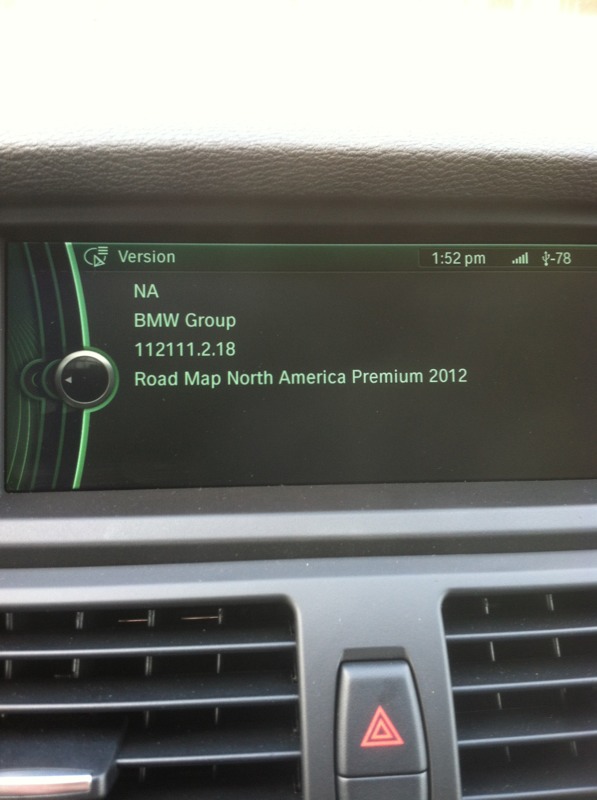 Version 1:52 pm -78
NA
BMW Group
112111.2.18
Road Map North America Premium 2012